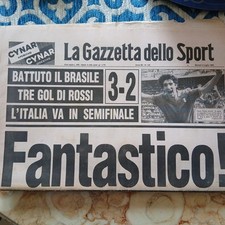 CYNAR
La Gazzetta dello Sport
CYNAR
BATTUTO IL BRASILE
TRE GOL DI ROSSI
3-2
L'ITALIA VA IN SEMIFINALE
Fantastico!